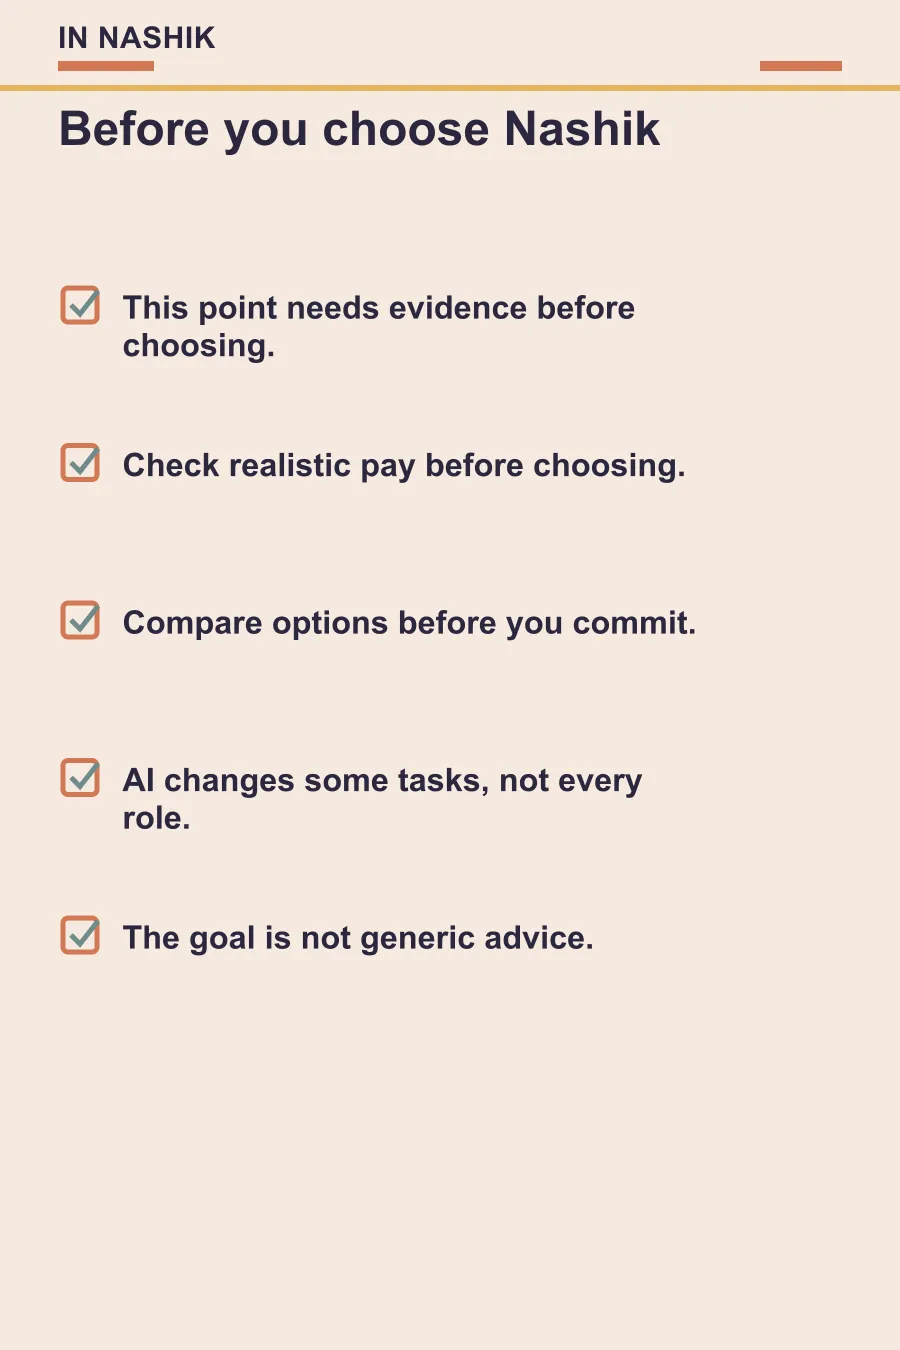 IN NASHIK
Before you choose Nashik
This point needs evidence before
choosing.
Check realistic pay before choosing.
Compare options before you commit.
AI changes some tasks, not every
role.
The goal is not generic advice.